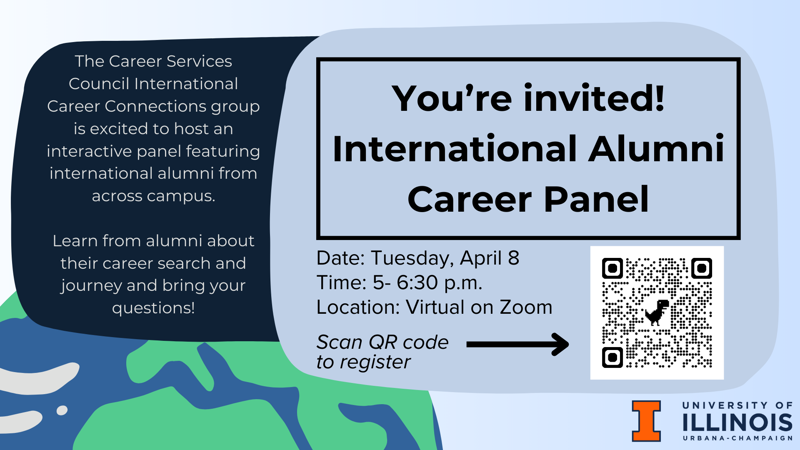 The Career Services
Council International
Career Connections group
is excited to host an
interactive panel featuring
international alumni from
across campus.
Learn from alumni about
their career search and
journey and bring your
questions!
You’re invited!
International Alumni
Career Panel
Date: Tuesday, April 8
Time: 5- 6:30 p.m.
Location: Virtual on Zoom
Scan QR code
to register
UNIVERSITY OF
ILLINOIS
URBANA-CHAMPAIGN